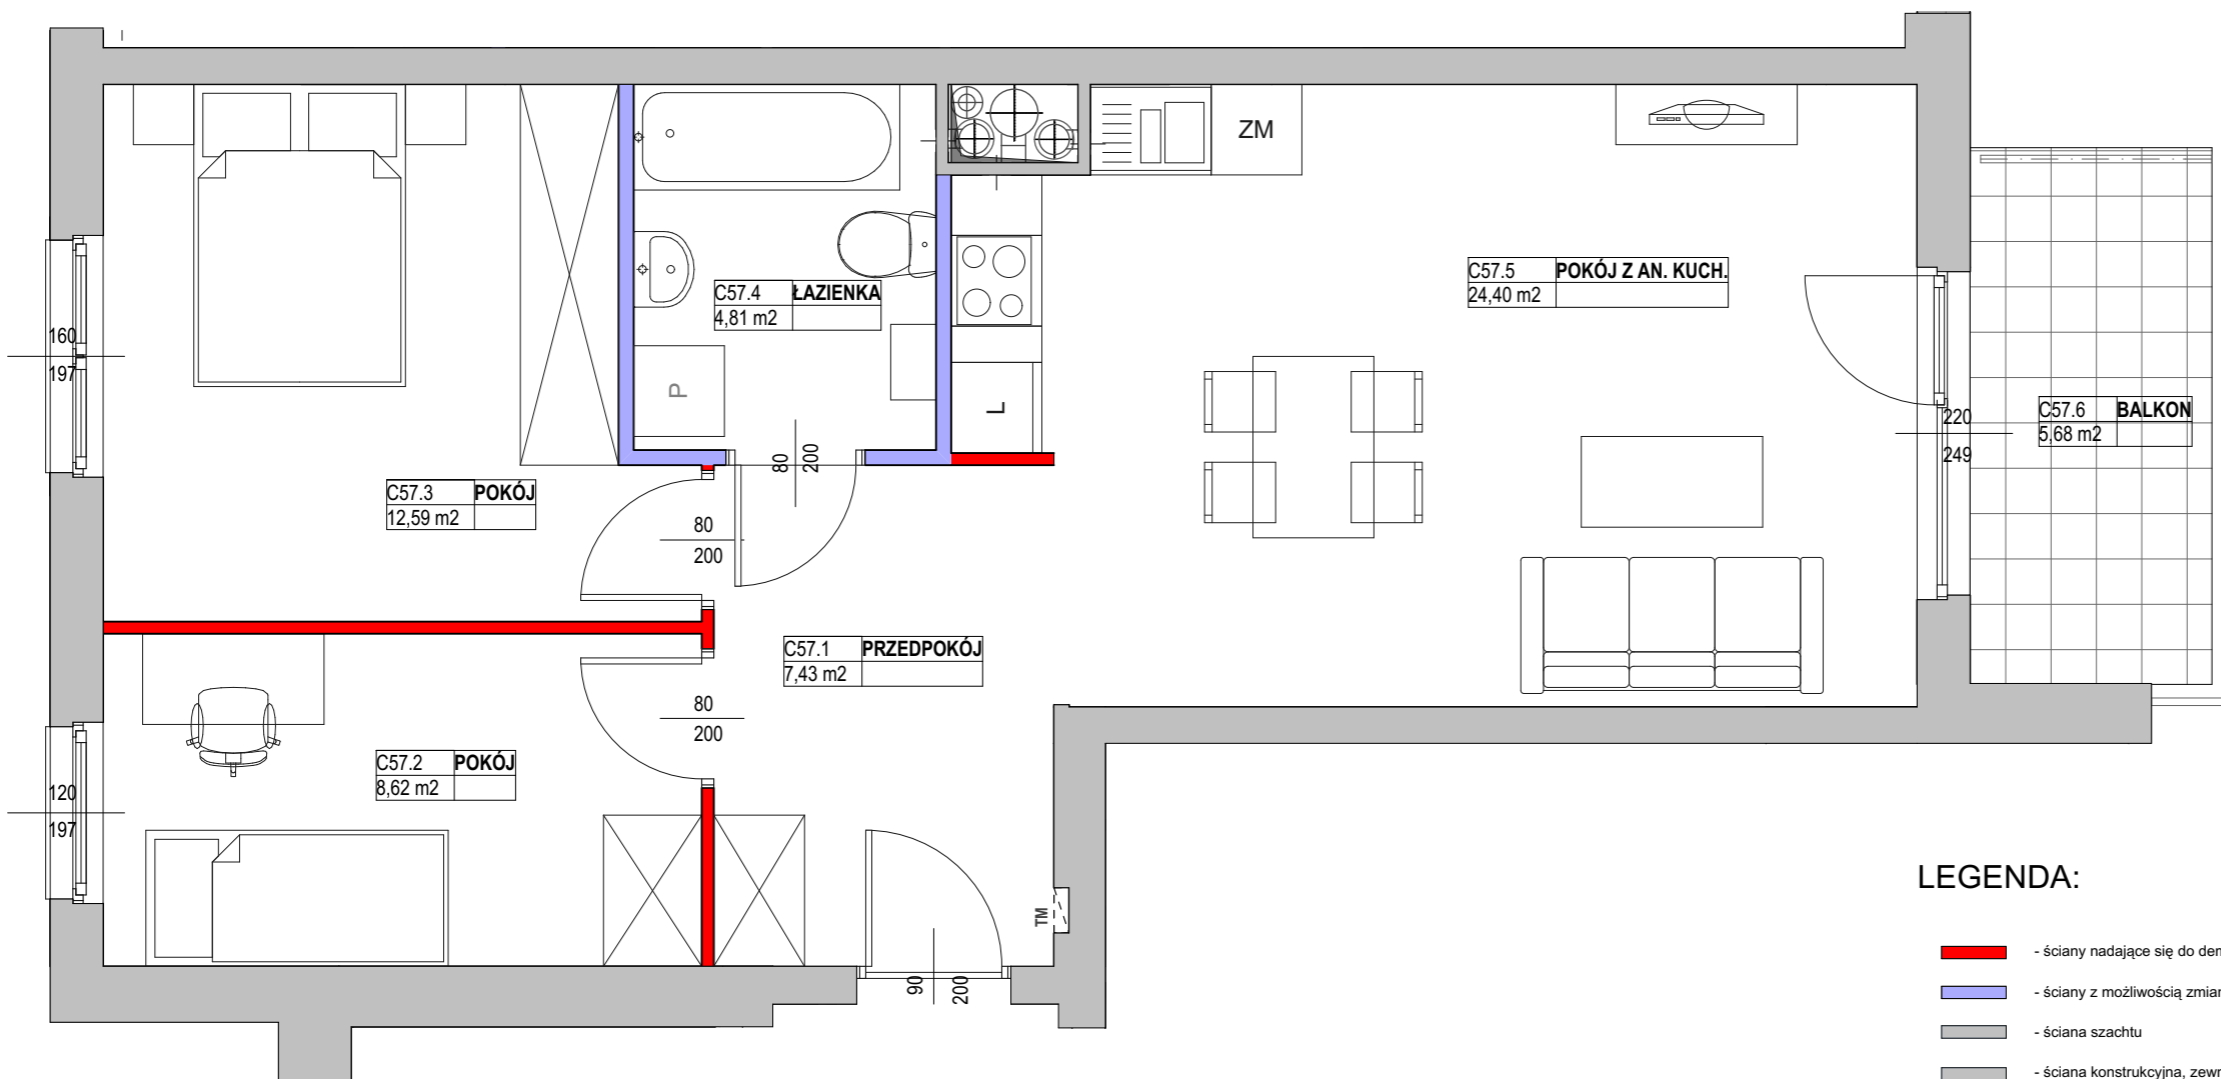 ZM
C57.5 POKÓJ Z AN. KUCH.
24,40 m2
C57.4 ŁAZIENKA
4,81 m2
160
197
P
L
220
249
C57.6 BALKON
5,68 m2
80
200
C57.3 POKÓJ
12,59 m2
80
200
C57.1 PRZEDPOKÓJ
7,43 m2
80
200
C57.2 POKÓJ
8,62 m2
120
197
TM
90
200
LEGENDA:
- ściany nadające się do dem
- ściany z możliwością zmian
- ściana szachtu
- ściana konstrukcyjna, zewn